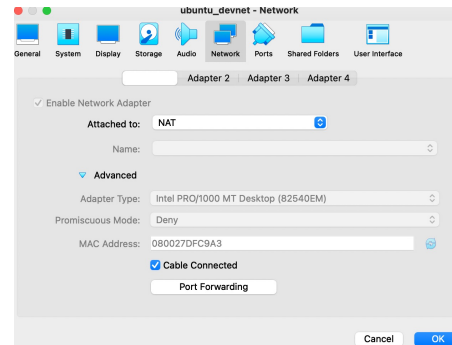 ubuntu_devnet - Network
General System Display Storage Audio Network Ports Shared Folders User Interface
Adapter 2 Adapter 3 Adapter 4
Enable Network Adapter
Attached to: NAT
Name:
Advanced
Adapter Type: Intel PRO/1000 MT Desktop (82540EM)
Promiscuous Mode: Deny
MAC Address: 080027DFC9A3
Cable Connected
Port Forwarding
Cancel OK